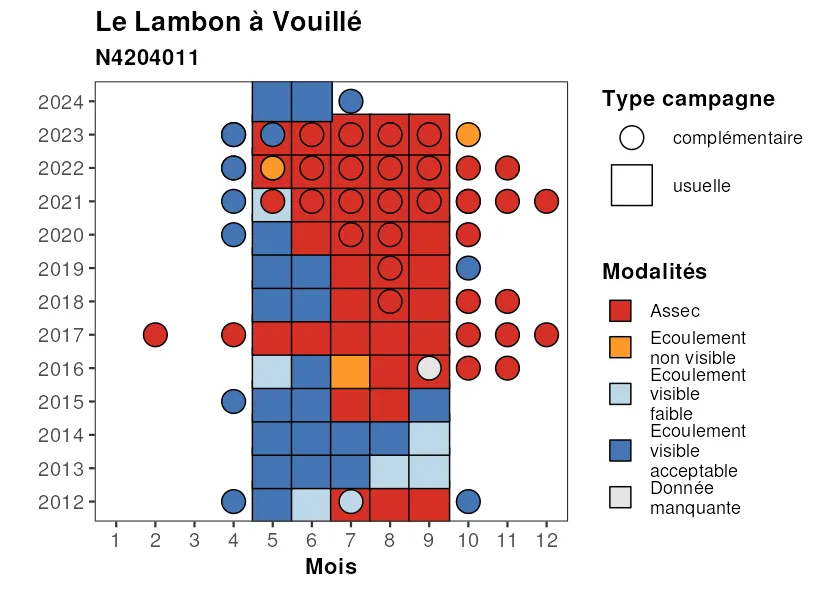 Le Lambon à Vouillé
N4204011
2024
2023
2022
2021
2020
2019
2018
2017
2016
2015
2014
2013
2012
1 2 3 4 5 6 7 8 9 10 11 12
Mois
Type campagne
complémentaire
usuelle
Modalités
Assec
Ecoulement
non visible
Ecoulement
visible
faible
Ecoulement
visible
acceptable
Donnée
manquante